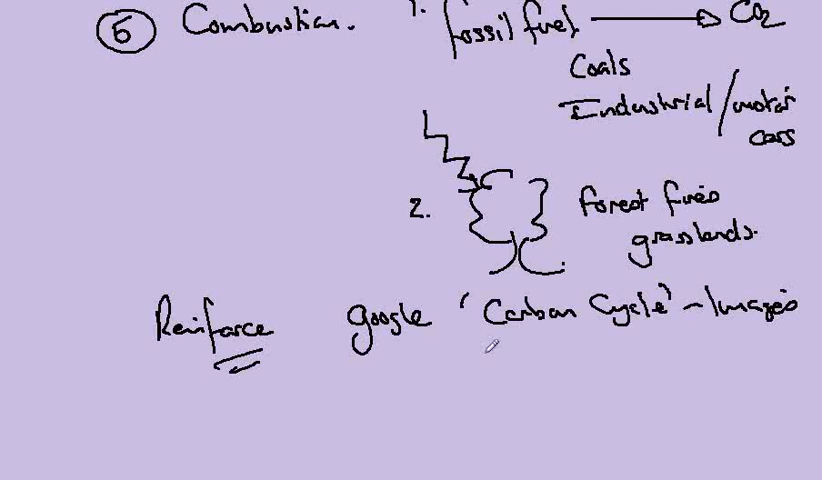 5 Combustion. 1. fossil fuel → CO2
Coals
Industrial/motor
cars
2. forest fires
grasslands.
Reinforce google 'Carbon Cycle' - Images